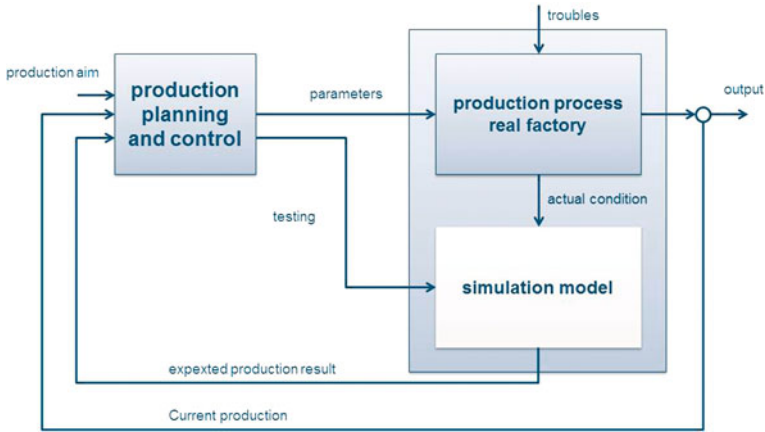 troubles
production aim
production
planning
and control
parameters
production process
real factory
output
actual condition
testing
simulation model
expexted production result
Current production